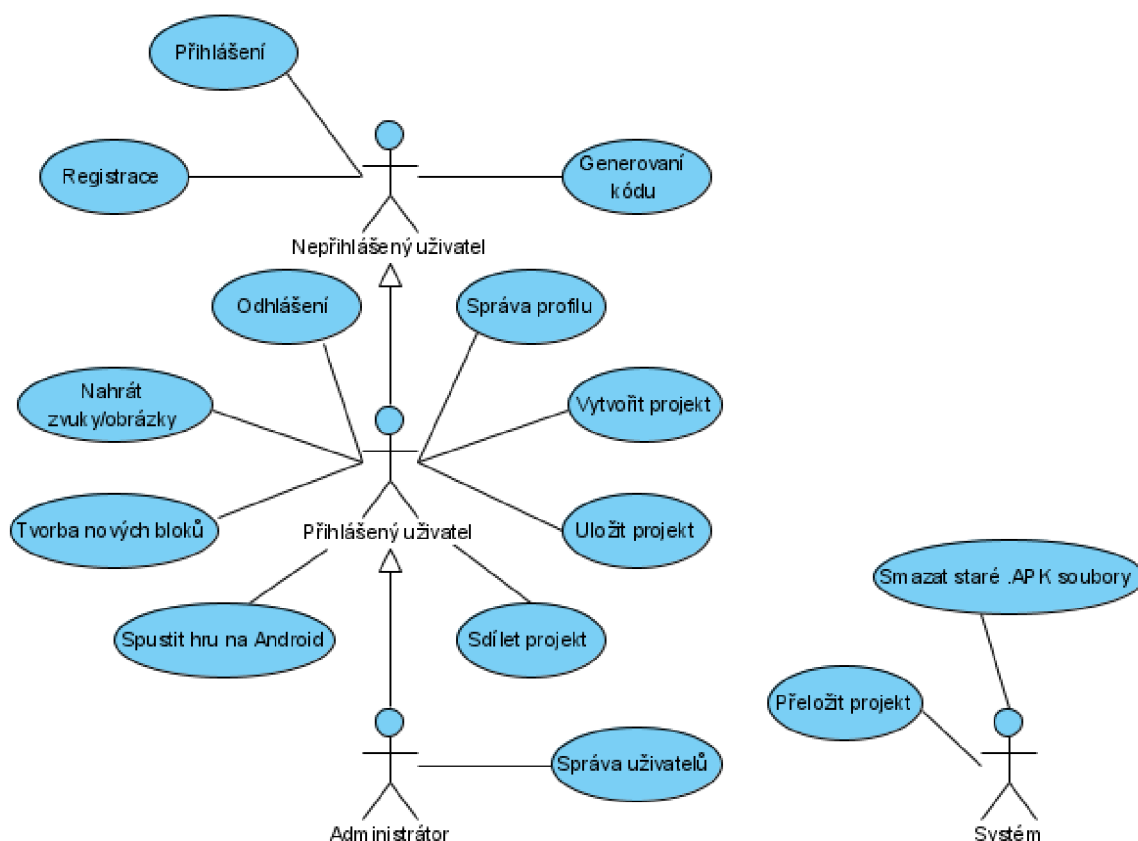 Přihlášení
Registrace
Generovaní
kódu
Nepřihlášený uživatel
Odhlášení
Správa profilu
Nahrát
zvuky/obrázky
Vytvořit projekt
Tvorba nových bloků
Přihlášený uživatel
Uložit projekt
Smazat staré .APK soubory
Spustit hru na Android
Sdílet projekt
Přeložit projekt
Správa uživatelů
Administrátor
Systém